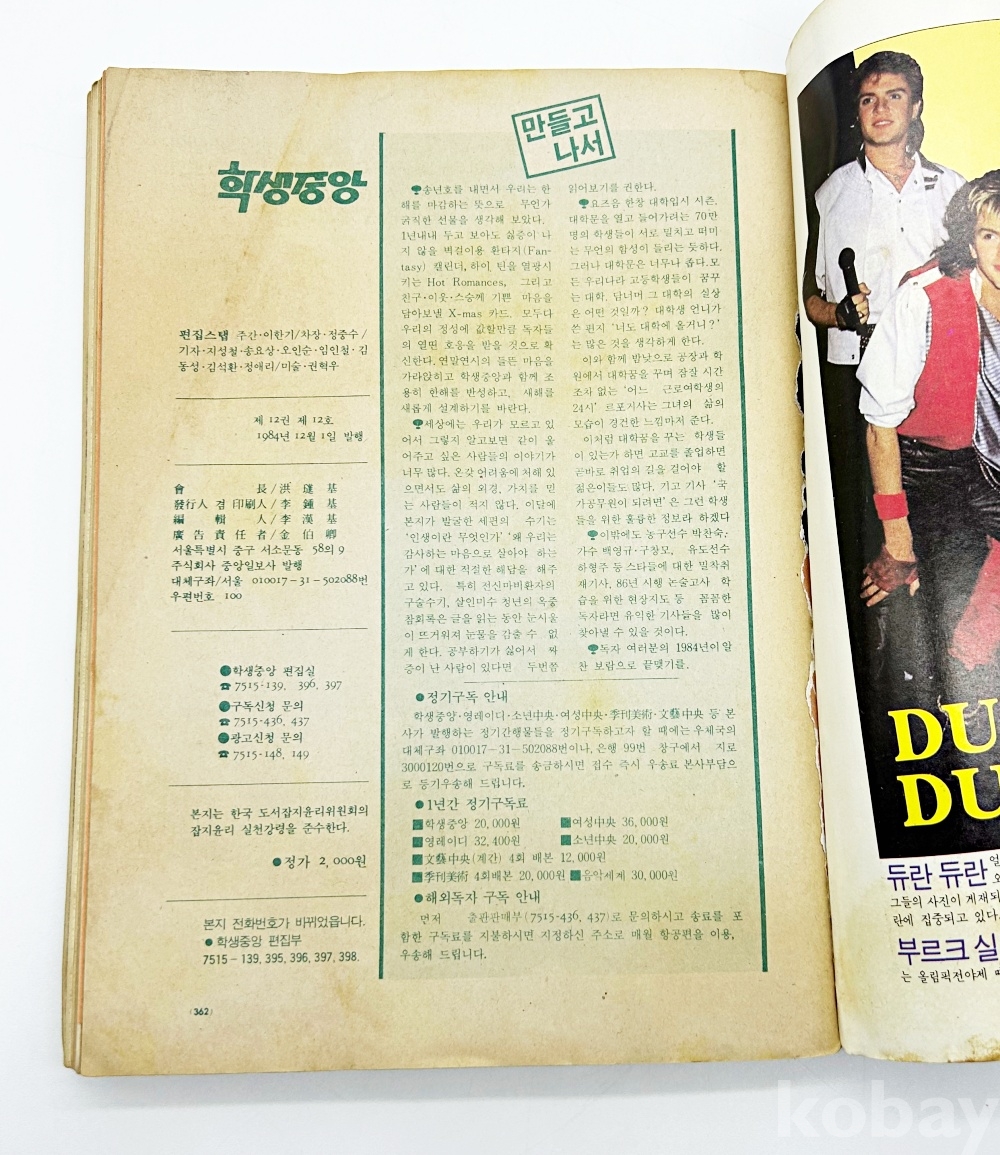 학생중앙
편집스탭 주간·이한기/차장·정중수/
기자·지성철·송요상·오인순·임인철·김
동성·김석환·정애리/미술·권혁우
제 12권 제 12호
1984년 12월 1일 발행
會 長/洪 璡 基
發行人 겸 印刷人/李 鍾 基
編 輯 人/李 漢 基
廣 告 責 任 者/金 伯 卿
서울특별시 중구 서소문동 58의 9
주식회사 중앙일보사 발행
대체구좌/서울 010017-31-502088번
우편번호 100
학생중앙 편집실
☎ 7515-139, 396, 397
구독신청 문의
☎ 7515-436, 437
광고신청 문의
☎ 7515-148, 149
본지는 한국 도서잡지윤리위원회의
잡지윤리 실천강령을 준수한다.
●정가 2,000원
본지 전화번호가 바뀌었읍니다.
● 학생중앙 편집부
7515-139, 395, 396, 397, 398.
(362)
만들고
나서
송년호를 내면서 우리는 한
해를 마감하는 뜻으로 무언가
굵직한 선물을 생각해 보았다.
1년내내 두고 보아도 싫증이 나
지 않을 벽걸이용 환타지(Fan-
tasy) 캘린더, 하이 틴을 열광시
키는 Hot Romances, 그리고
친구·이웃·스승께 기쁜 마음을
담아보낼 X-mas 카드. 모두다
우리의 정성에 값할만큼 독자들
의 열띤 호응을 받을 것으로 확
신한다. 연말연시의 들뜬 마음을
가라앉히고 학생중앙과 함께 조
용히 한해를 반성하고, 새해를
새롭게 설계하기를 바란다.
세상에는 우리가 모르고 있
어서 그렇지 알고보면 같이 울
어주고 싶은 사람들의 이야기가
너무 많다. 온갖 어려움에 처해 있
으면서도 삶의 외경, 가치를 믿
는 사람들이 적지 않다. 이달에
본지가 발굴한 세편의 수기는
‘인생이란 무엇인가’ ‘왜 우리는
감사하는 마음으로 살아야 하는
가’에 대한 적절한 해답을 해주
고 있다. 특히 전신마비환자의
구술수기, 살인미수 청년의 옥중
참회록은 글을 읽는 동안 눈시울
이 뜨거워져 눈물을 감출 수 없
게 한다. 공부하기가 싫어서 짜
증이 난 사람이 있다면 두번쯤
읽어보기를 권한다.
요즈음 한창 대학입시 시즌.
대학문을 열고 들어가려는 70만
명의 학생들이 서로 밀치고 떠미
는 무언의 함성이 들리는 듯하다.
그러나 대학문은 너무나 좁다. 모
든 우리나라 고등학생들이 꿈꾸
는 대학. 담너머 그 대학의 실상
은 어떤 것일까? 대학생 언니가
쓴 편지 ‘너도 대학에 올거니?’
는 많은 것을 생각하게 한다.
이와 함께 밤낮으로 공장과 학
원에서 대학꿈을 꾸며 잠잘 시간
조차 없는 ‘어느 근로여학생의
24시’ 르포기사는 그녀의 삶의
모습이 경건한 느낌마저 준다.
이처럼 대학꿈을 꾸는 학생들
이 있는가 하면 고교를 졸업하면
곧바로 취업의 길을 걸어야 할
젊은이들도 많다. 기고 기사 ‘국
가공무원이 되려면’은 그런 학생
들을 위한 훌륭한 정보라 하겠다
이밖에도 농구선수 박찬숙·
가수 백영규·구창모, 유도선수
하형주 등 스타들에 대한 밀착취
재기사, 86년 시행 논술고사 학
습을 위한 현장지도 등 꼼꼼한
독자라면 유익한 기사들을 많이
찾아낼 수 있을 것이다.
독자 여러분의 1984년이 알
찬 보람으로 끝맺기를.
●정기구독 안내
학생중앙·영레이디·소년中央·여성中央·季刊美術·文藝中央 등 본
사가 발행하는 정기간행물들을 정기구독하고자 할 때에는 우체국의
대체구좌 010017-31-502088번이나, 은행 99번 창구에서 지로
3000120번으로 구독료를 송금하시면 접수 즉시 우송료 본사부담으
로 등기우송해 드립니다.
●1년간 정기구독료
■학생중앙 20,000원 ■여성中央 36,000원
■영레이디 32,400원 ■소년中央 20,000원
■文藝中央(계간) 4회 배본 12,000원
■季刊美術 4회배본 20,000원 ■음악세계 30,000원
●해외독자 구독 안내
먼저 출판판매부(7515-436, 437)로 문의하시고 송료를 포
함한 구독료를 지불하시면 지정하신 주소로 매월 항공편을 이용,
우송해 드립니다.
DU
DU
듀란 듀란
그들의 사진이 게재되
란에 집중되고 있다.
부르크 실
는 올림픽전야제
kobay